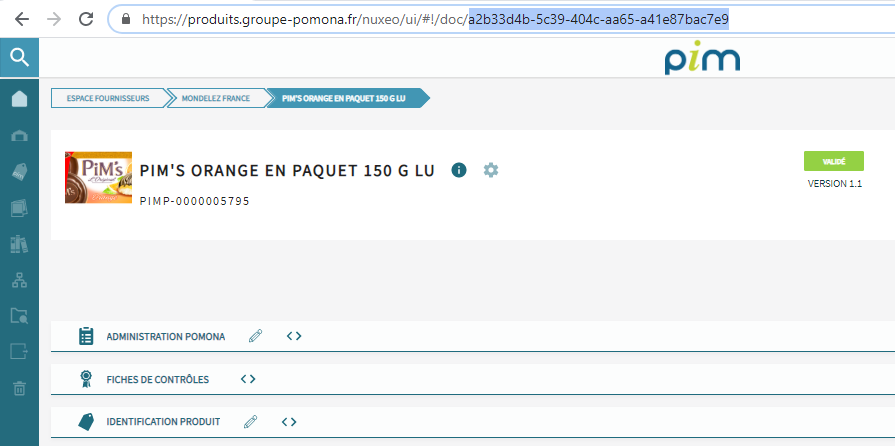 https://produits.groupe-pomona.fr/nuxeo/ui/#!/doc/a2b33d4b-5c39-404c-aa65-a41e87bac7e9
pim
ESPACE FOURNISSEURS MONDELEZ FRANCE PIM'S ORANGE EN PAQUET 150 G LU
PiM's
L'Original
PIM'S ORANGE EN PAQUET 150 G LU
VALIDÉ
VERSION 1.1
PIMP-0000005795
ADMINISTRATION POMONA
FICHES DE CONTRÔLES
IDENTIFICATION PRODUIT